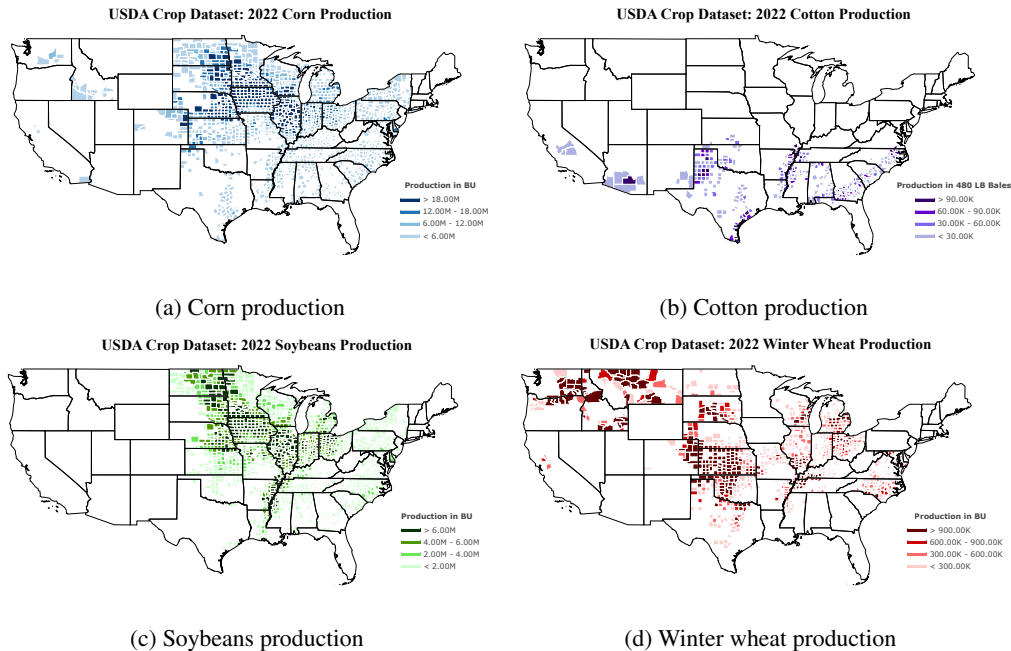 USDA Crop Dataset: 2022 Corn Production
Production in BU
> 18.00M
12.00M - 18.00M
6.00M - 12.00M
< 6.00M
(a) Corn production
USDA Crop Dataset: 2022 Cotton Production
Production in 480 LB Bales
> 90.00K
60.00K - 90.00K
30.00K - 60.00K
< 30.00K
(b) Cotton production
USDA Crop Dataset: 2022 Soybeans Production
Production in BU
> 6.00M
4.00M - 6.00M
2.00M - 4.00M
< 2.00M
(c) Soybeans production
USDA Crop Dataset: 2022 Winter Wheat Production
Production in BU
> 900.00K
600.00K - 900.00K
300.00K - 600.00K
< 300.00K
(d) Winter wheat production